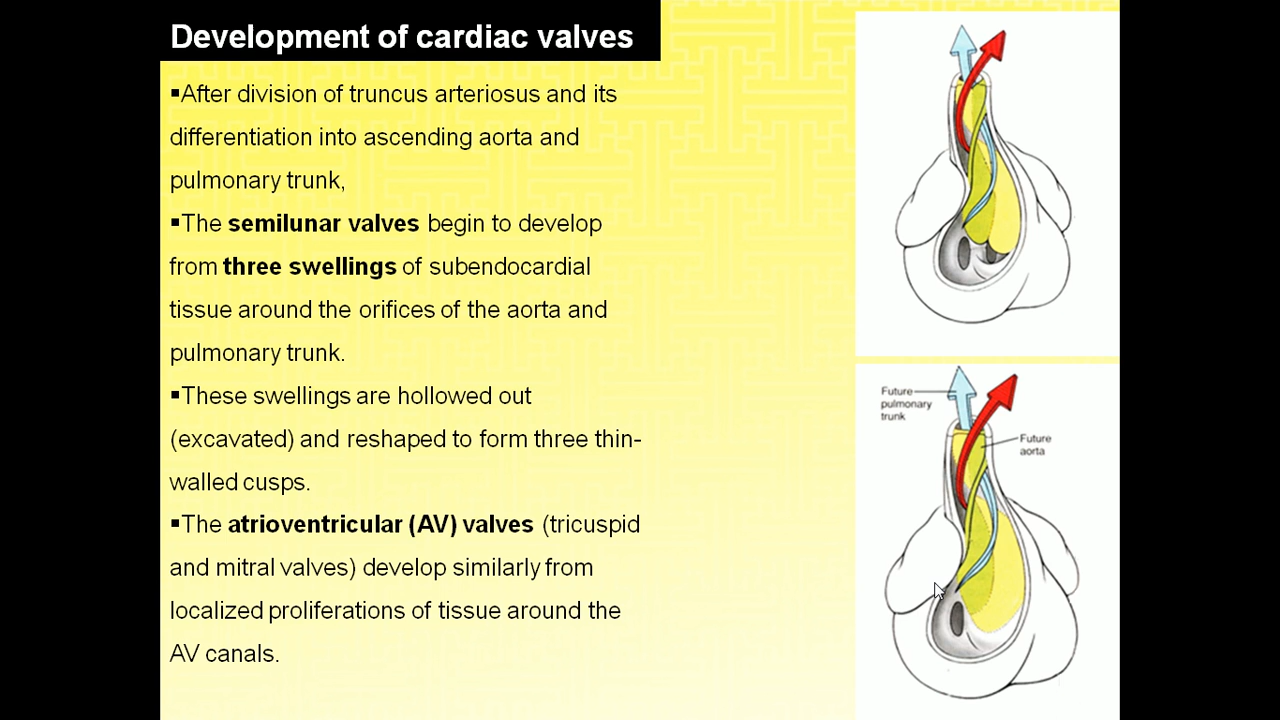 Development of cardiac valves
▪After division of truncus arteriosus and its
differentiation into ascending aorta and
pulmonary trunk,
▪The semilunar valves begin to develop
from three swellings of subendocardial
tissue around the orifices of the aorta and
pulmonary trunk.
▪These swellings are hollowed out
(excavated) and reshaped to form three thin-
walled cusps.
▪The atrioventricular (AV) valves (tricuspid
and mitral valves) develop similarly from
localized proliferations of tissue around the
AV canals.
Future
pulmonary
trunk
Future
aorta